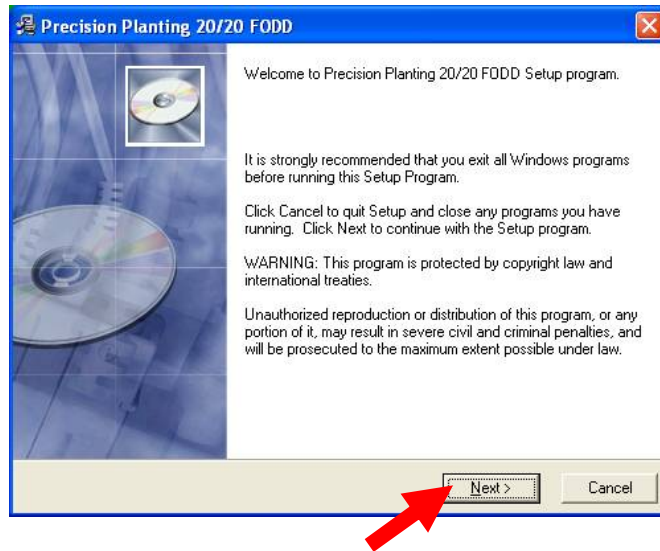 Precision Planting 20/20 FODD
Welcome to Precision Planting 20/20 FODD Setup program.
It is strongly recommended that you exit all Windows programs
before running this Setup Program.
Click Cancel to quit Setup and close any programs you have
running. Click Next to continue with the Setup program.
WARNING: This program is protected by copyright law and
international treaties.
Unauthorized reproduction or distribution of this program, or any
portion of it, may result in severe civil and criminal penalties, and
will be prosecuted to the maximum extent possible under law.
Next > Cancel